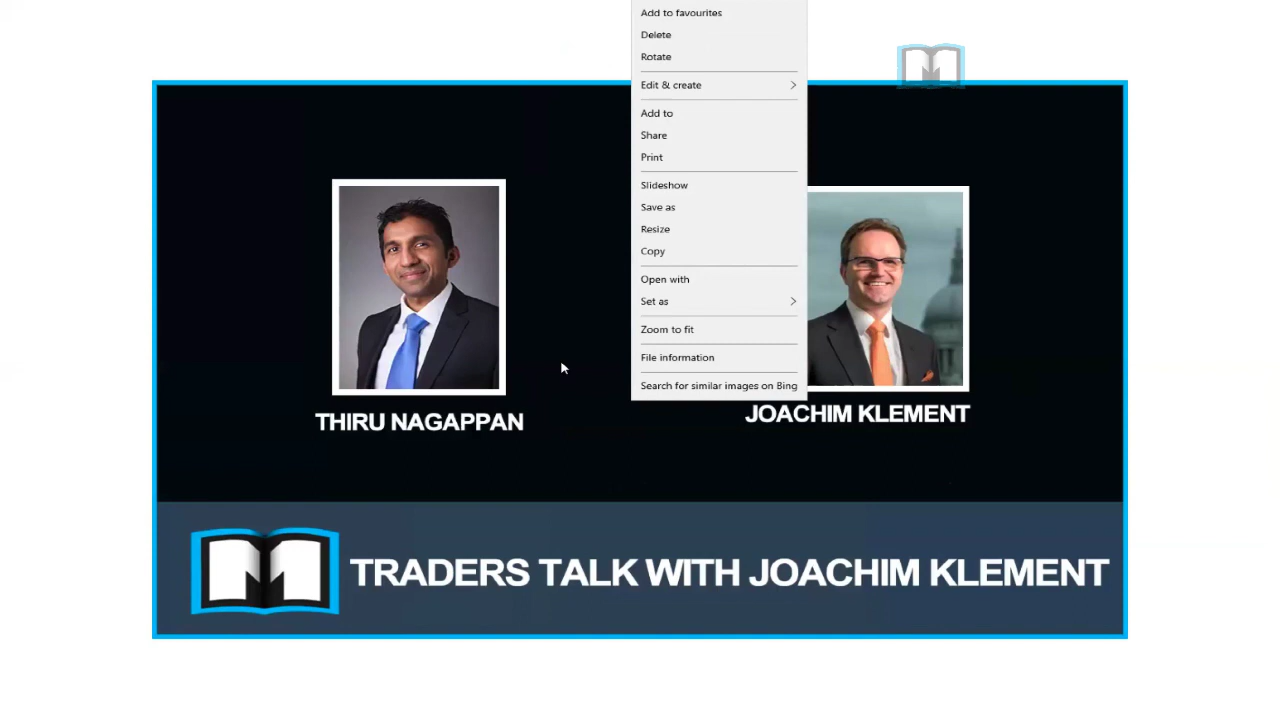 Add to favourites
Delete
Rotate
Edit & create
Add to
Share
Print
Slideshow
Save as
Resize
Copy
Open with
Set as
Zoom to fit
File information
Search for similar images on Bing
THIRU NAGAPPAN
JOACHIM KLEMENT
TRADERS TALK WITH JOACHIM KLEMENT